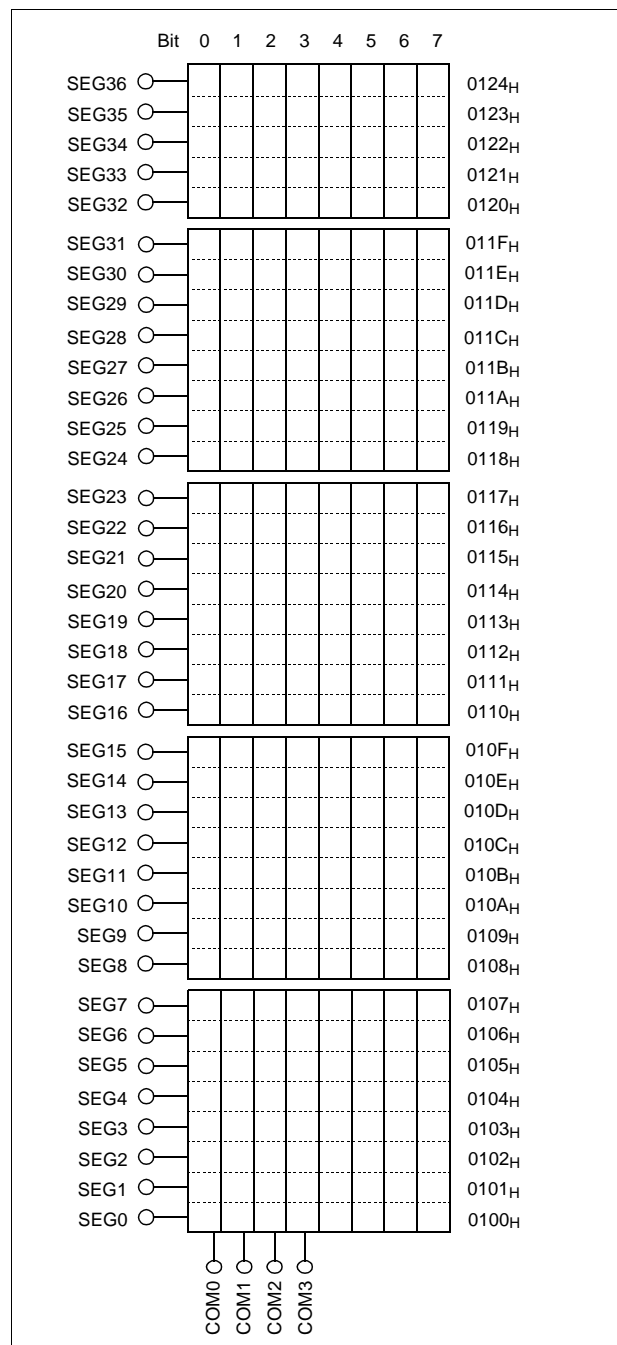 Bit 0 1 2 3 4 5 6 7
SEG36 0124H
SEG35 0123H
SEG34 0122H
SEG33 0121H
SEG32 0120H
SEG31 011FH
SEG30 011EH
SEG29 011DH
SEG28 011CH
SEG27 011BH
SEG26 011AH
SEG25 0119H
SEG24 0118H
SEG23 0117H
SEG22 0116H
SEG21 0115H
SEG20 0114H
SEG19 0113H
SEG18 0112H
SEG17 0111H
SEG16 0110H
SEG15 010FH
SEG14 010EH
SEG13 010DH
SEG12 010CH
SEG11 010BH
SEG10 010AH
SEG9 0109H
SEG8 0108H
SEG7 0107H
SEG6 0106H
SEG5 0105H
SEG4 0104H
SEG3 0103H
SEG2 0102H
SEG1 0101H
SEG0 0100H
COM0 COM1 COM2 COM3